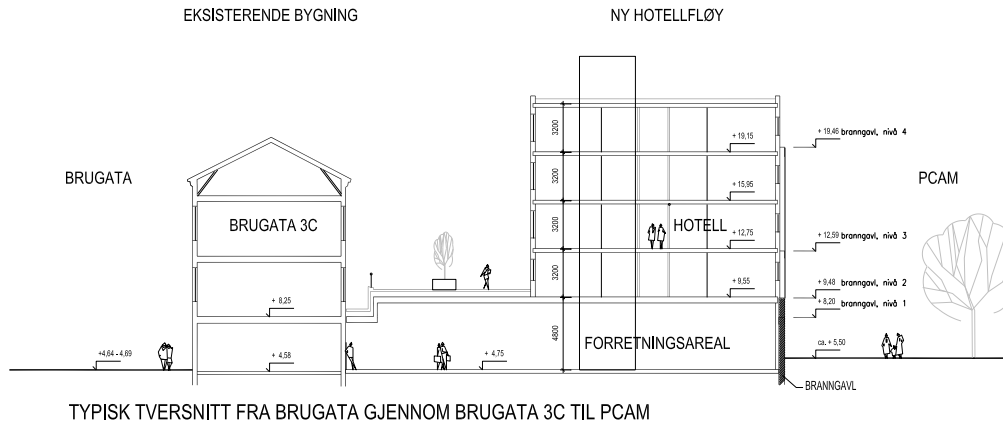 EKSISTERENDE BYGNING
NY HOTELLFLØY
3200
+ 19,15
+ 19,46 branngavl, nivå 4
BRUGATA
PCAM
3200
+ 15,95
BRUGATA 3C
HOTELL
3200
+ 12,75
+ 12,59 branngavl, nivå 3
3200
+ 9,55
+ 9,48 branngavl, nivå 2
+ 8,25
+ 8,20 branngavl, nivå 1
4800
FORRETNINGSAREAL
+4,64 - 4,69
+ 4,58
+ 4,75
ca. + 5,50
BRANNGAVL
TYPISK TVERSNITT FRA BRUGATA GJENNOM BRUGATA 3C TIL PCAM